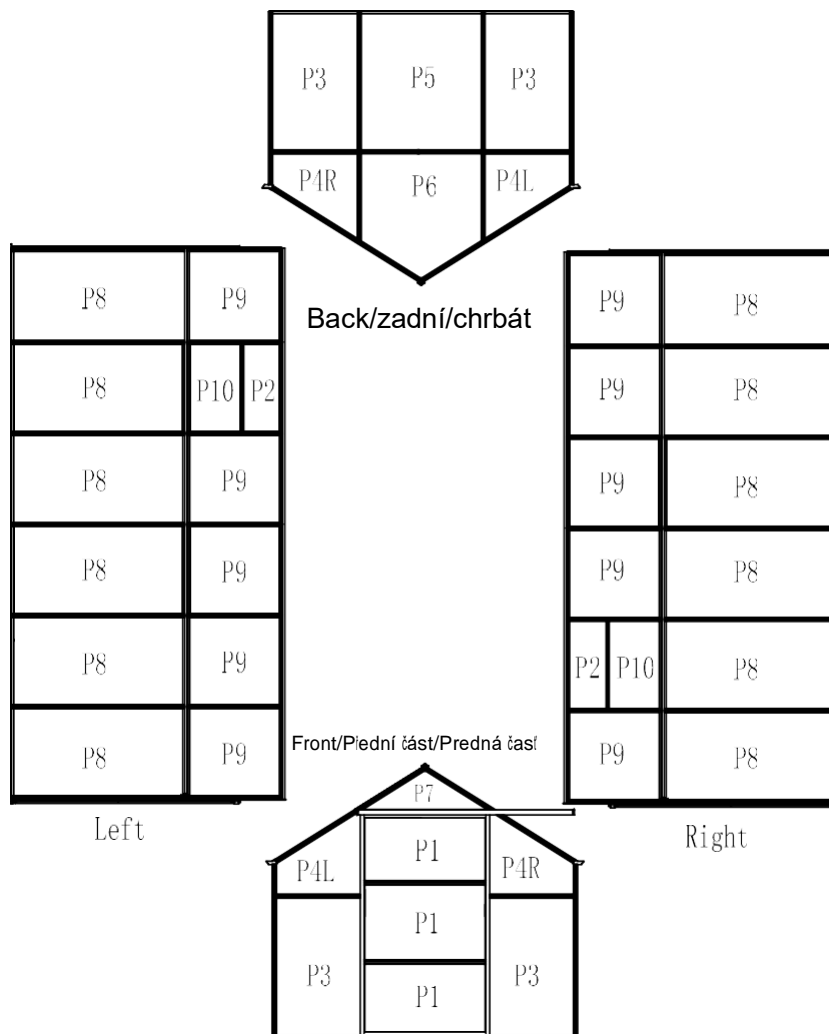 P3 P5 P3
P4R P6 P4L
Back/zadní/chrbát
P8 P9
P8 P10 P2
P8 P9
P8 P9
P8 P9
P8 P9
Left
P9 P8
P9 P8
P9 P8
P9 P8
P2 P10 P8
P9 P8
Right
Front/Přední část/Predná časť
P7
P4L P1 P4R
P1
P3 P1 P3